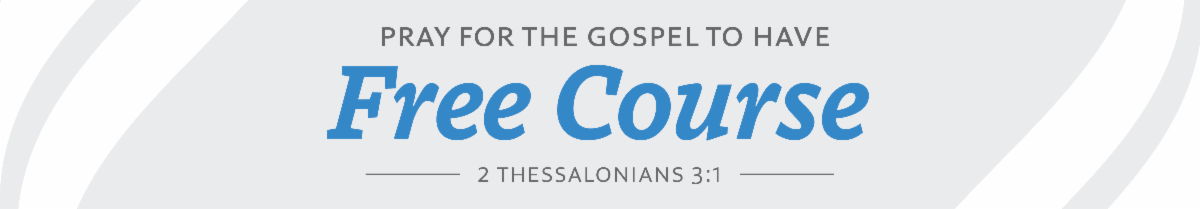 PRAY FOR THE GOSPEL TO HAVE
Free Course
2 THESSALONIANS 3:1